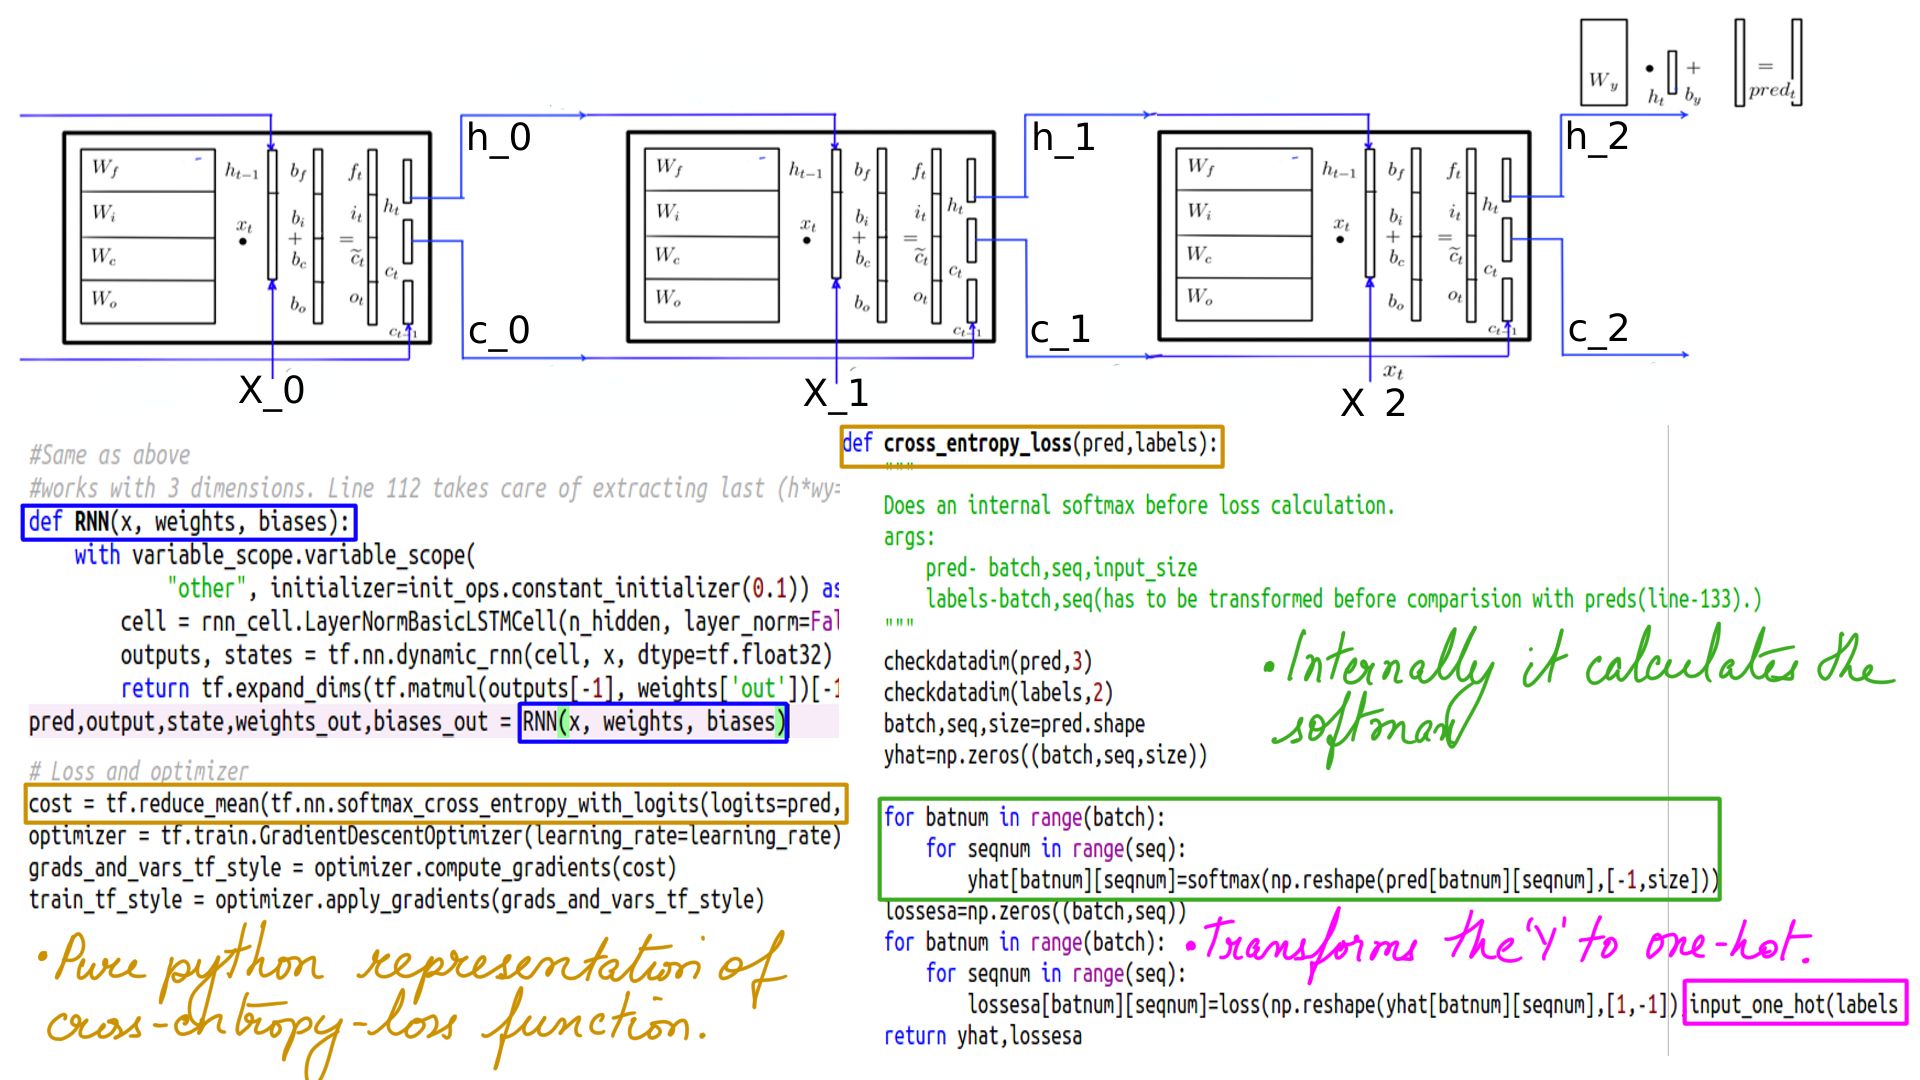 W_y • h_t + b_y = pred_t
h_0 h_1 h_2
W_f h_{t-1} b_f f_t W_f h_{t-1} b_f f_t W_f h_{t-1} b_f f_t
W_i x_t b_i i_t h_t W_i x_t b_i i_t h_t W_i x_t b_i i_t h_t
• + = • + = • + =
W_c b_c c̃_t c_t W_c b_c c̃_t c_t W_c b_c c̃_t c_t
W_o b_o o_t c_{t-1} W_o b_o o_t c_{t-1} W_o b_o o_t c_{t-1}
c_0 c_1 c_2
x_t
X_0 X_1 X 2
#Same as above
#works with 3 dimensions. Line 112 takes care of extracting last (h*wy=
def RNN(x, weights, biases):
with variable_scope.variable_scope(
"other", initializer=init_ops.constant_initializer(0.1)) as
cell = rnn_cell.LayerNormBasicLSTMCell(n_hidden, layer_norm=Fal
outputs, states = tf.nn.dynamic_rnn(cell, x, dtype=tf.float32)
return tf.expand_dims(tf.matmul(outputs[-1], weights['out'])[-1
pred,output,state,weights_out,biases_out = RNN(x, weights, biases)
# Loss and optimizer
cost = tf.reduce_mean(tf.nn.softmax_cross_entropy_with_logits(logits=pred,
optimizer = tf.train.GradientDescentOptimizer(learning_rate=learning_rate)
grads_and_vars_tf_style = optimizer.compute_gradients(cost)
train_tf_style = optimizer.apply_gradients(grads_and_vars_tf_style)
•Pure python representation of
cross-entropy-loss function.
def cross_entropy_loss(pred,labels):
"""
Does an internal softmax before loss calculation.
args:
pred- batch,seq,input_size
labels-batch,seq(has to be transformed before comparision with preds(line-133).)
"""
checkdatadim(pred,3)
checkdatadim(labels,2)
batch,seq,size=pred.shape
yhat=np.zeros((batch,seq,size))
•Internally it calculates the
softmax
for batnum in range(batch):
for seqnum in range(seq):
yhat[batnum][seqnum]=softmax(np.reshape(pred[batnum][seqnum],[-1,size]))
lossesa=np.zeros((batch,seq))
for batnum in range(batch):
•Transforms the 'Y' to one-hot.
for seqnum in range(seq):
lossesa[batnum][seqnum]=loss(np.reshape(yhat[batnum][seqnum],[1,-1]),input_one_hot(labels
return yhat,lossesa